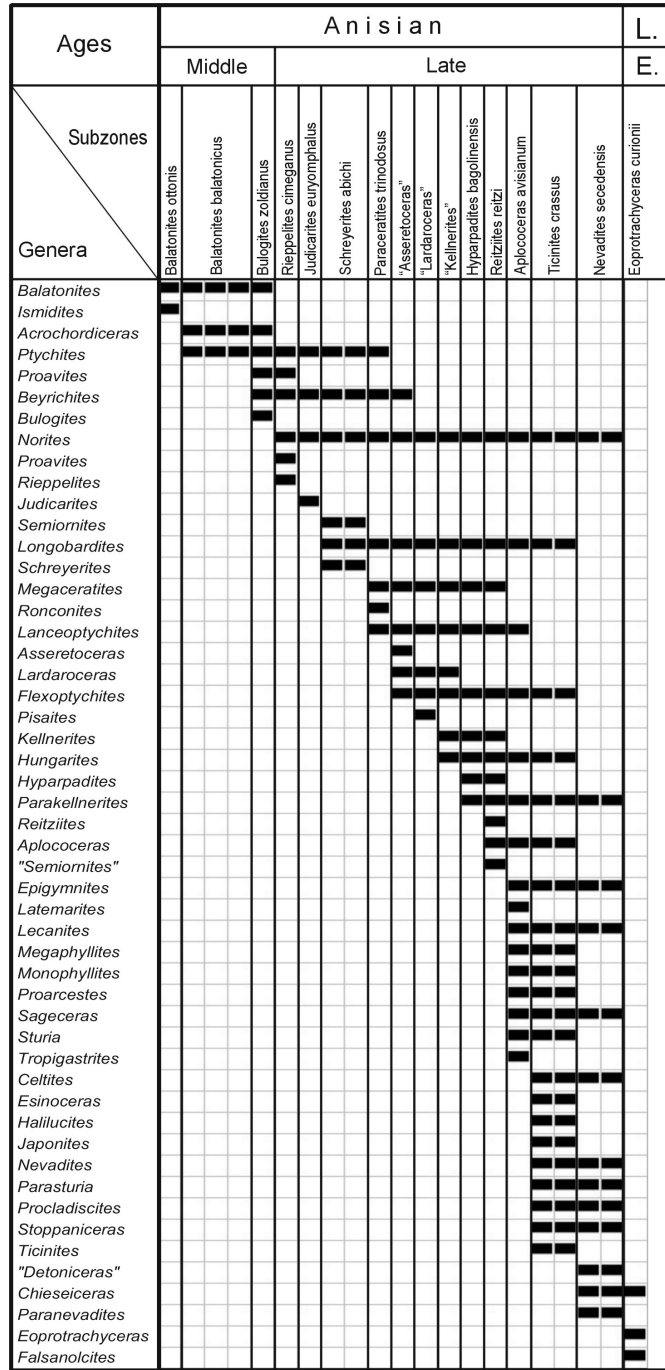 Ages
Anisian
L.
Middle
Late
E.
Subzones
Genera
Balatonites ottonis
Balatonites balatonicus
Bulogites zoldianus
Rieppelites cimeganus
Judicarites euryomphalus
Schreyerites abichi
Paraceratites trinodosus
"Asseretoceras"
"Lardaroceras"
"Kellnerites"
Hyparpadites bagolinensis
Reitziites reitzi
Aplococeras avisianum
Ticinites crassus
Nevadites secedensis
Eoprotrachyceras curionii
Balatonites
Ismidites
Acrochordiceras
Ptychites
Proavites
Beyrichites
Bulogites
Norites
Proavites
Rieppelites
Judicarites
Semiornites
Longobardites
Schreyerites
Megaceratites
Ronconites
Lanceoptychites
Asseretoceras
Lardaroceras
Flexoptychites
Pisaites
Kellnerites
Hungarites
Hyparpadites
Parakellnerites
Reitziites
Aplococeras
"Semiornites"
Epigymnites
Latemarites
Lecanites
Megaphyllites
Monophyllites
Proarcestes
Sageceras
Sturia
Tropigastrites
Celtites
Esinoceras
Halilucites
Japonites
Nevadites
Parasturia
Procladiscites
Stoppaniceras
Ticinites
"Detoniceras"
Chieseiceras
Paranevadites
Eoprotrachyceras
Falsanolcites